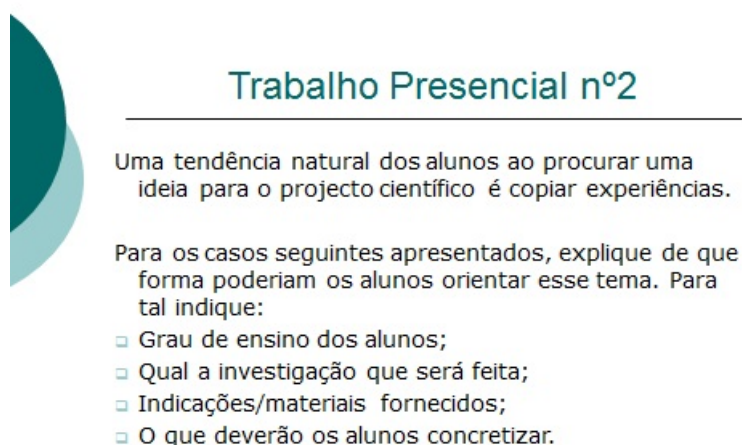 Trabalho Presencial nº2
Uma tendência natural dos alunos ao procurar uma
ideia para o projecto científico é copiar experiências.
Para os casos seguintes apresentados, explique de que
forma poderiam os alunos orientar esse tema. Para
tal indique:
Grau de ensino dos alunos;
Qual a investigação que será feita;
Indicações/materiais fornecidos;
O que deverão os alunos concretizar.